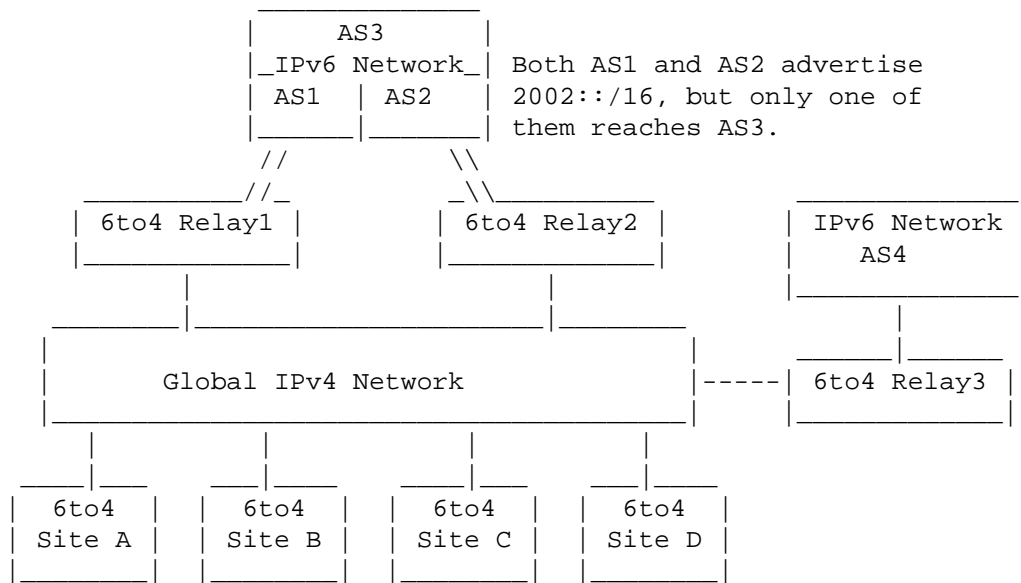 AS3
IPv6 Network Both AS1 and AS2 advertise
AS1 AS2 2002::/16, but only one of
them reaches AS3.
6to4 Relay1 6to4 Relay2 IPv6 Network
AS4
Global IPv4 Network 6to4 Relay3
6to4 6to4 6to4 6to4
Site A Site B Site C Site D